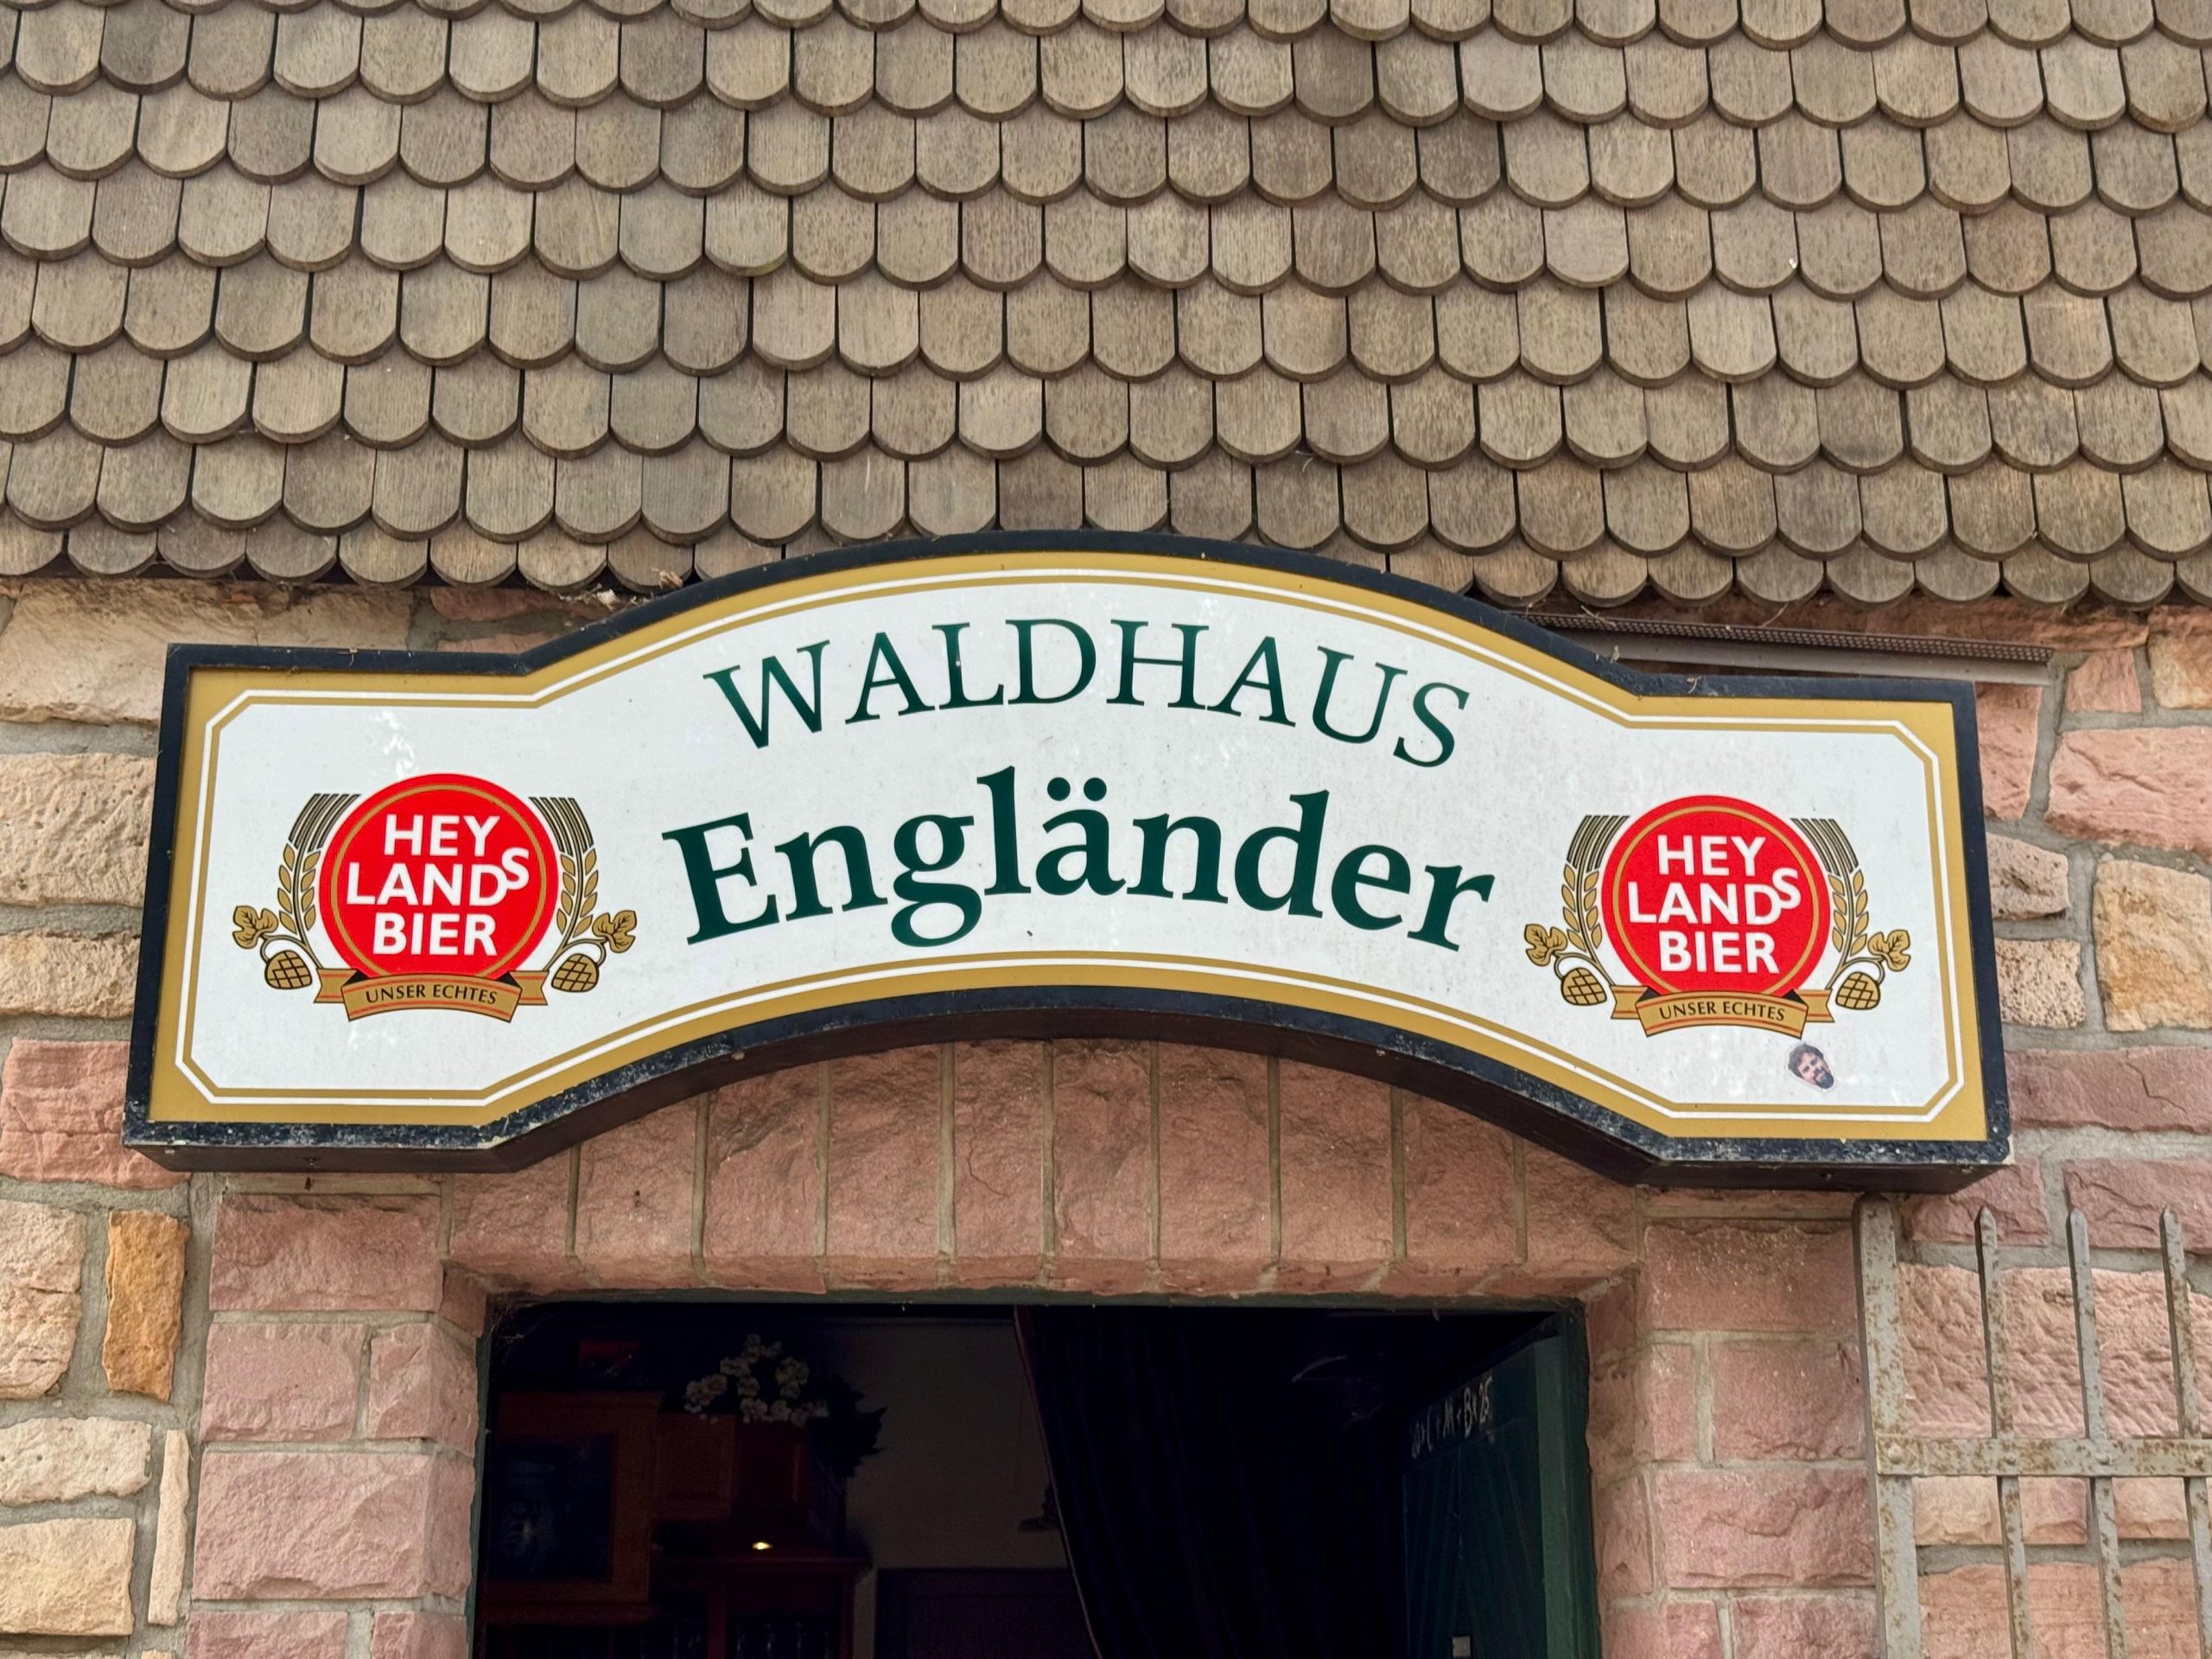 WALDHAUS
Engländer
HEY
LANDS
BIER
UNSER ECHTES
HEY
LANDS
BIER
UNSER ECHTES